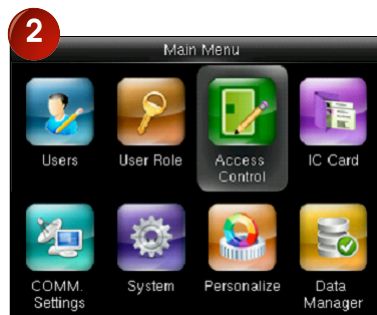 2
Main Menu
Users
User Role
Access
Control
IC Card
COMM.
Settings
System
Personalize
Data
Manager